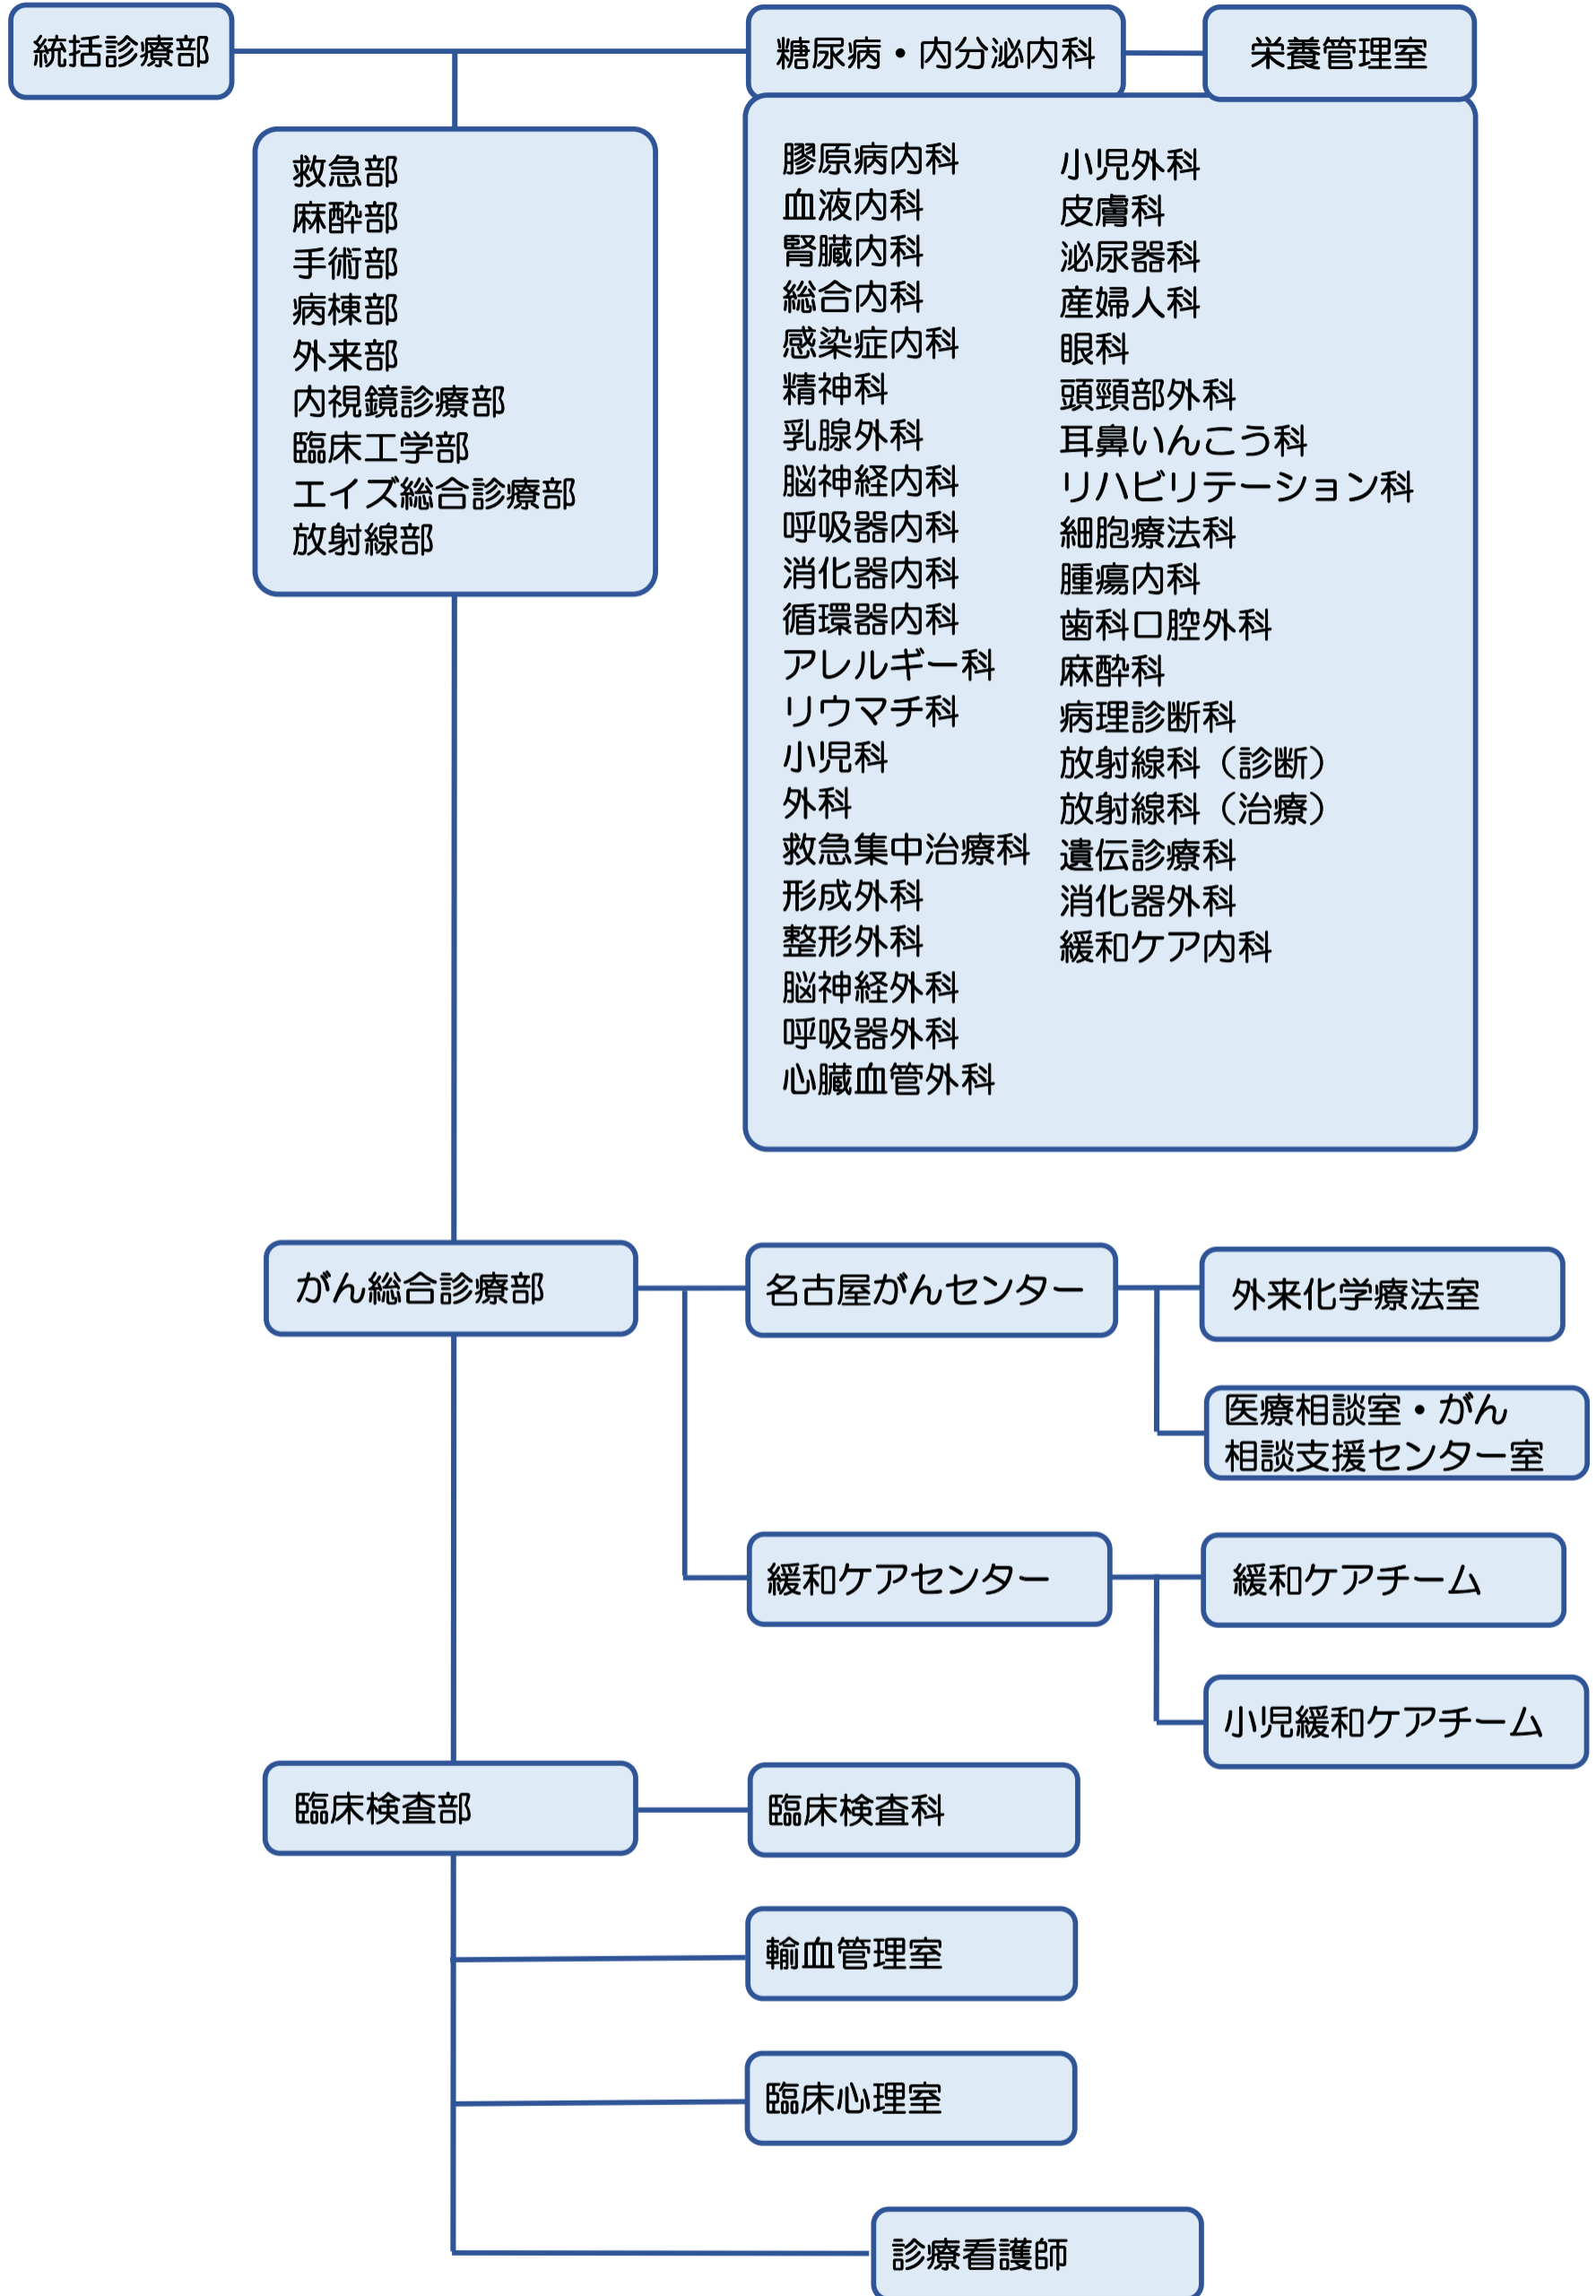 統括診療部
糖尿病・内分泌内科
栄養管理室
救急部
麻酔部
手術部
病棟部
外来部
内視鏡診療部
臨床工学部
エイズ総合診療部
放射線部
膠原病内科
血液内科
腎臓内科
総合内科
感染症内科
精神科
乳腺外科
脳神経内科
呼吸器内科
消化器内科
循環器内科
アレルギー科
リウマチ科
小児科
外科
救急集中治療科
形成外科
整形外科
脳神経外科
呼吸器外科
心臓血管外科
小児外科
皮膚科
泌尿器科
産婦人科
眼科
頭頸部外科
耳鼻いんこう科
リハビリテーション科
細胞療法科
腫瘍内科
歯科口腔外科
麻酔科
病理診断科
放射線科（診断）
放射線科（治療）
遺伝診療科
消化器外科
緩和ケア内科
がん総合診療部
名古屋がんセンター
外来化学療法室
医療相談室・がん
相談支援センター室
緩和ケアセンター
緩和ケアチーム
小児緩和ケアチーム
臨床検査部
臨床検査科
輸血管理室
臨床心理室
診療看護師